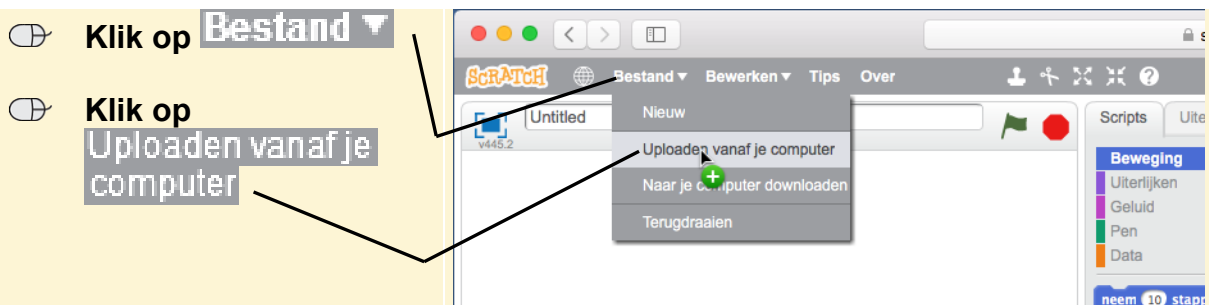 Klik op Bestand ▼
Klik op
Uploaden vanaf je
computer
SCRATCH Bestand ▼ Bewerken ▼ Tips Over
Untitled
v445.2
Nieuw
Uploaden vanaf je computer
Naar je computer downloaden
Terugdraaien
Scripts
Beweging
Uiterlijken
Geluid
Pen
Data
neem 10